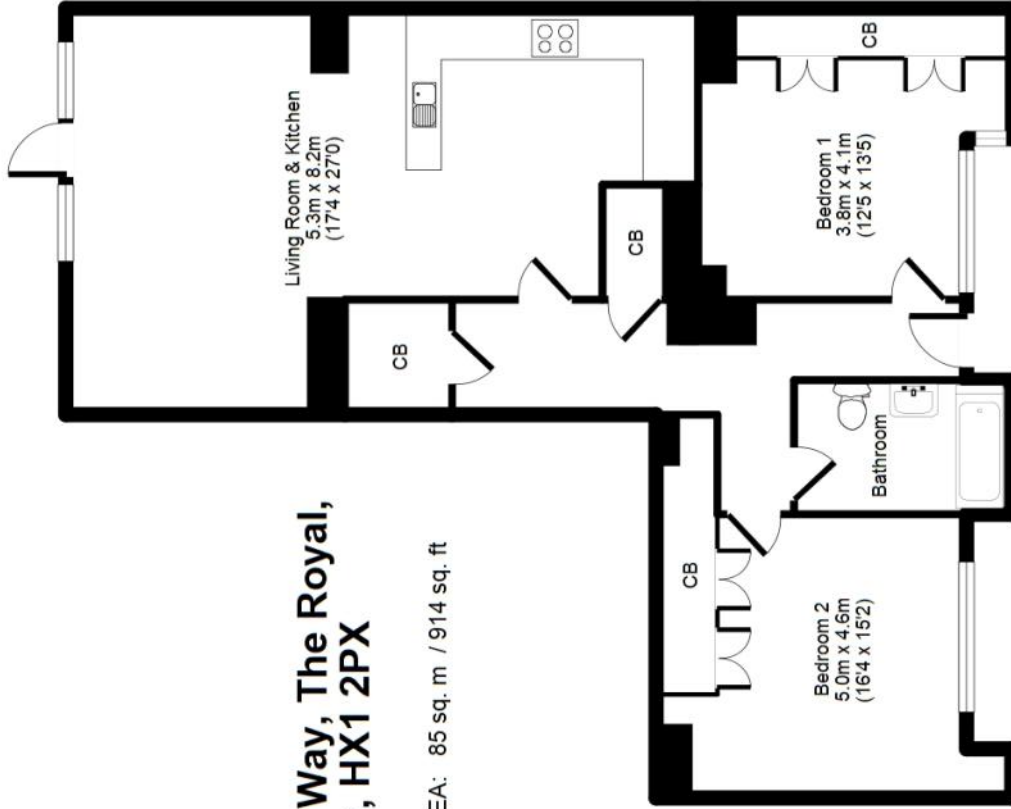 Way, The Royal,
, HX1 2PX
EA: 85 sq. m / 914 sq. ft
Living Room & Kitchen
5.3m x 8.2m
(17'4 x 27'0)
CB
CB
CB
Bedroom 1
3.8m x 4.1m
(12'5 x 13'5)
Bathroom
CB
Bedroom 2
5.0m x 4.6m
(16'4 x 15'2)